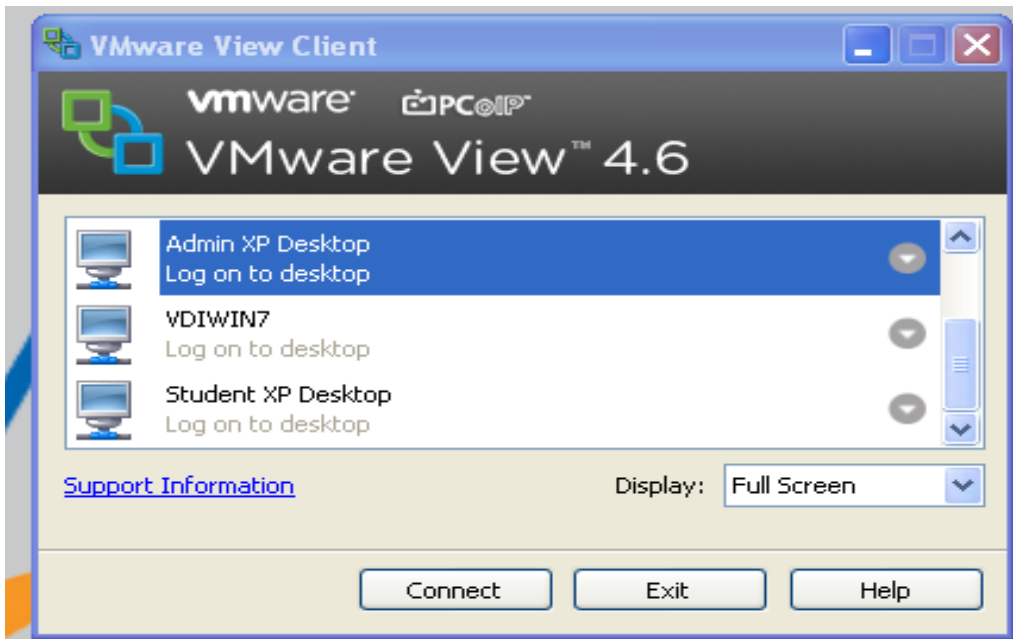 VMware View Client
vmware PCoIP
VMware View™ 4.6
Admin XP Desktop
Log on to desktop
VDIWIN7
Log on to desktop
Student XP Desktop
Log on to desktop
Support Information Display: Full Screen
Connect Exit Help